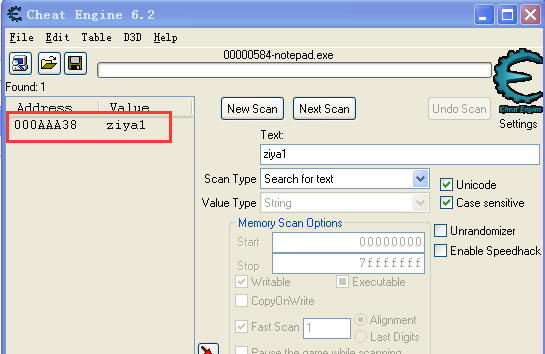 Cheat Engine 6.2
File Edit Table D3D Help
00000584-notepad.exe
Found: 1
Address Value
000AAA38 ziya1
New Scan Next Scan Undo Scan
Cheat Engine
Settings
Text:
ziya1
Scan Type Search for text
Unicode
Value Type String
Case sensitive
Memory Scan Options
Unrandomizer
Start 00000000
Enable Speedhack
Stop 7fffffff
Writable Executable
CopyOnWrite
Fast Scan 1 Alignment
Last Digits
Pause the game while scanning